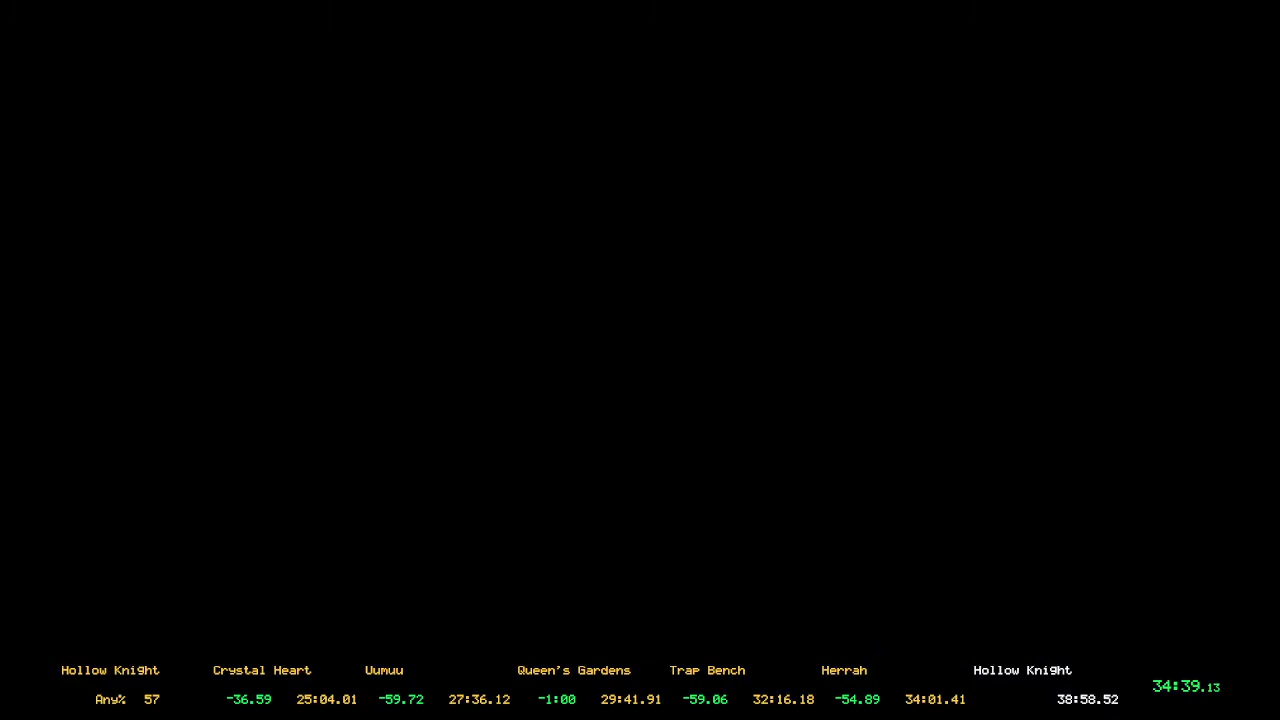 Hollow Knight Crystal Heart Uumuu Queen's Gardens Trap Bench Herrah Hollow Knight
Any% 57 -36.59 25:04.01 -59.72 27:36.12 -1:00 29:41.91 -59.06 32:16.18 -54.89 34:01.41 38:58.52 34:39.13